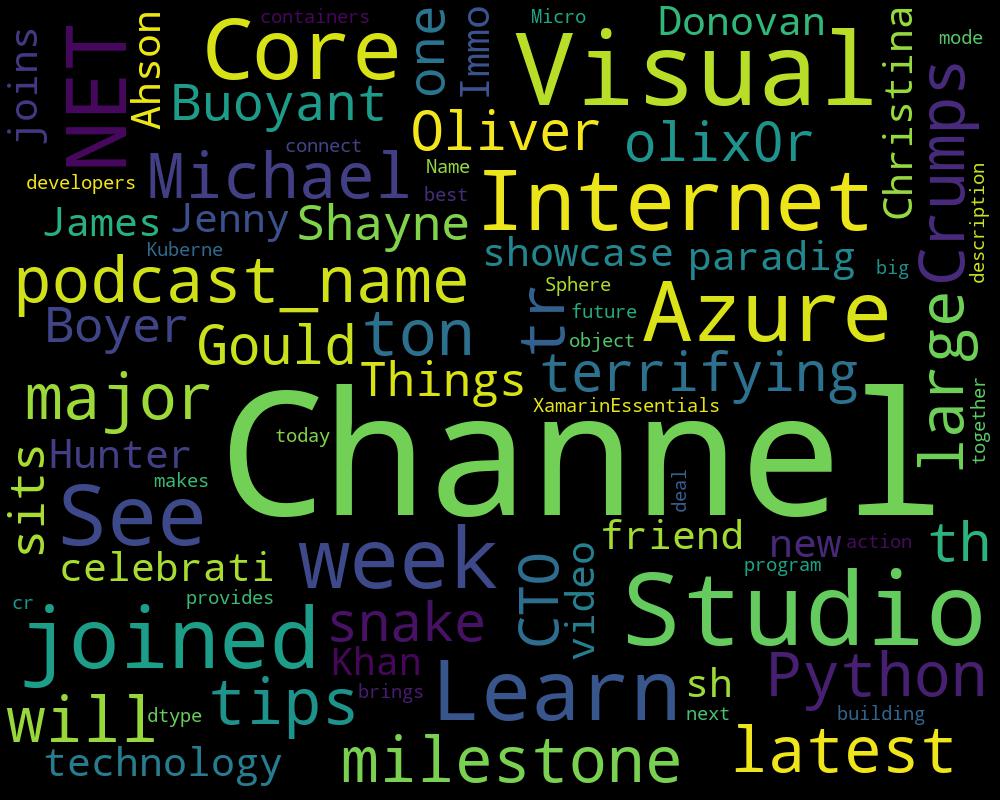 containers
Micro
Donovan
joins
NET
Ahson
Core
one
Immo
Visual
Christina
mode
Buoyant
Oliver
olix0r
Crumps
connect
developers
Michael
Name
best
Internet
description
James
Jenny
Shayne
Kuberne
showcase
paradig
big
podcast_name
Sphere
Azure
future
tr
Boyer
Gould
ton
object
large
Things
terrifying
major
XamarinEssentials
together
today
Channel
sits
Hunter
makes
deal
See
week
friend
new
action
th
celebrati
CTO
video
program
provides
cr
Studio
joined
snake
Khan
Python
Learn
sh
tips
brings
will
dtype
next
building
technology
milestone
latest